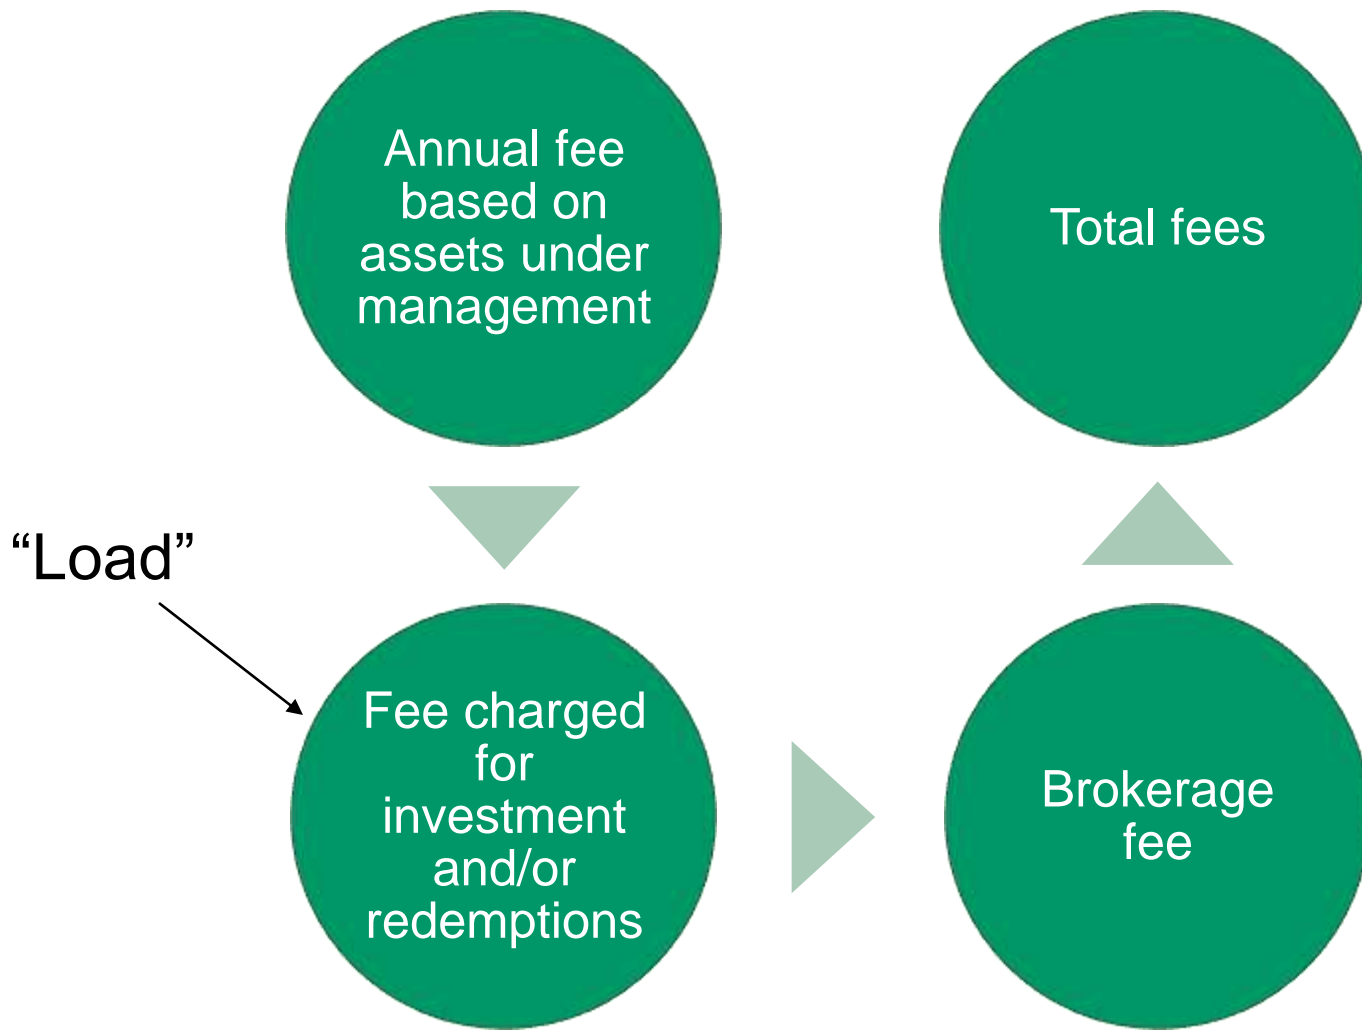 Annual fee
based on
assets under
management
“Load”
Fee charged
for
investment
and/or
redemptions
Brokerage
fee
Total fees